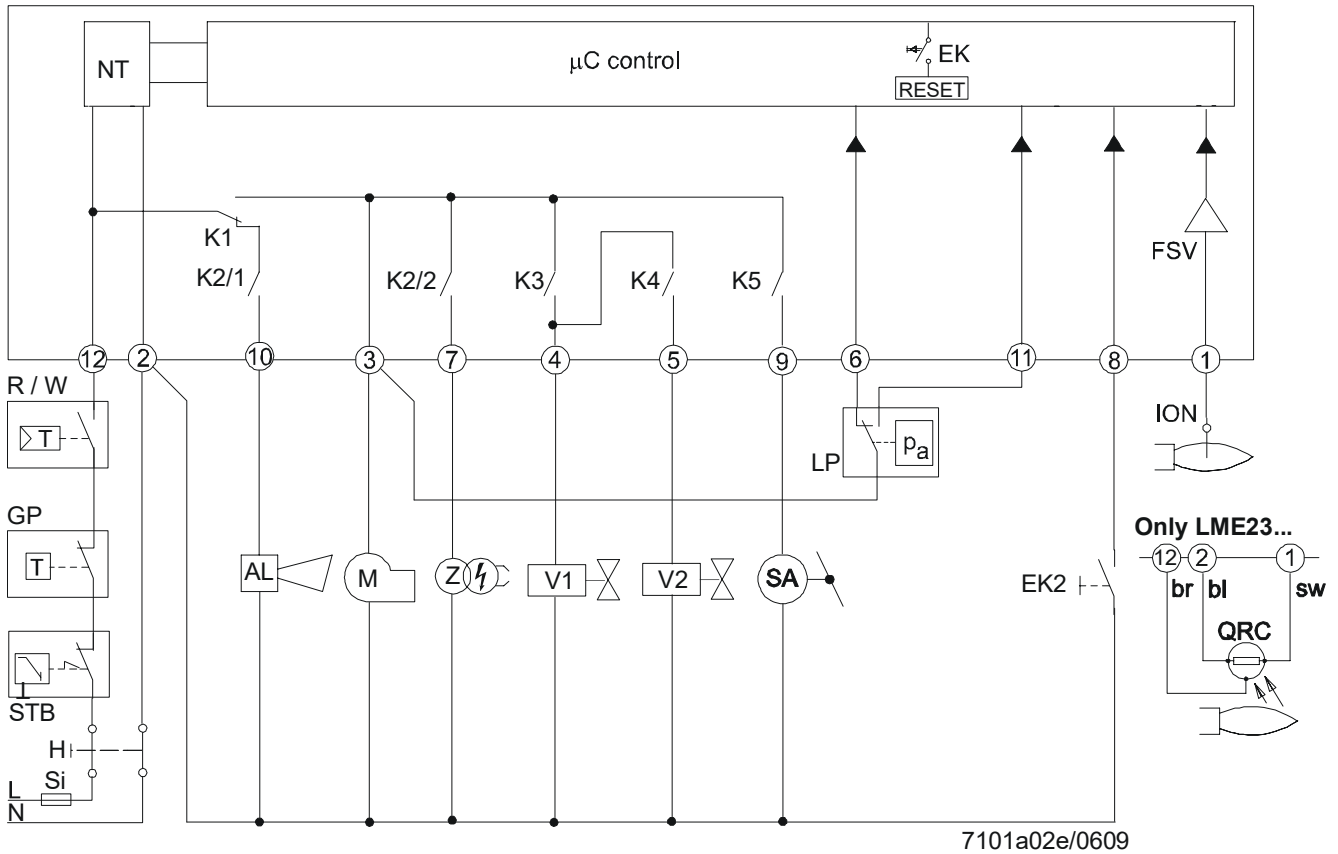 NT
µC control
EK
RESET
FSV
K1
K2/1
K2/2
K3
K4
K5
12
2
10
3
7
4
5
9
6
11
8
1
R / W
T
ION
LP
pa
GP
T
Only LME23...
12
2
1
br
bl
sw
AL
M
Z
V1
V2
SA
EK2
QRC
STB
H
L
Si
N
7101a02e/0609